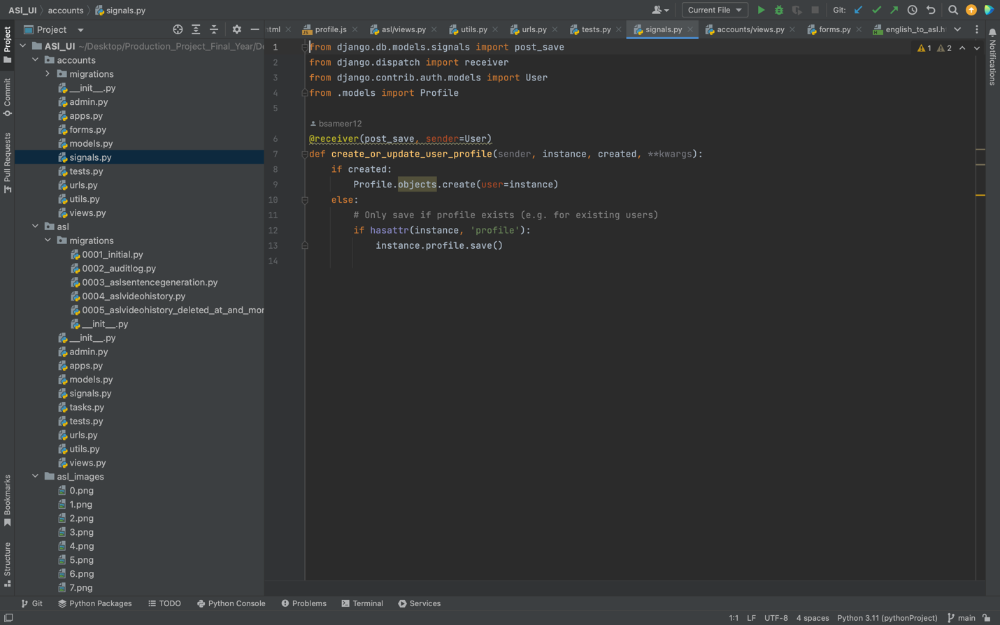 ASL_UI accounts signals.py
Current File
Git:
Project
html
profile.js
asl/views.py
utils.py
urls.py
tests.py
signals.py
accounts/views.py
forms.py
english_to_asl.h
Project
Commit
Pull Requests
Bookmarks
Structure
Notifications
ASL_UI ~/Desktop/Production_Project_Final_Year/De
accounts
migrations
__init__.py
admin.py
apps.py
forms.py
models.py
signals.py
tests.py
urls.py
utils.py
views.py
asl
migrations
0001_initial.py
0002_auditlog.py
0003_aslsentencegeneration.py
0004_aslvideohistory.py
0005_aslvideohistory_deleted_at_and_mor
__init__.py
__init__.py
admin.py
apps.py
models.py
signals.py
tasks.py
tests.py
urls.py
utils.py
views.py
asl_images
0.png
1.png
2.png
3.png
4.png
5.png
6.png
7.png
1 2
1 from django.db.models.signals import post_save
2 from django.dispatch import receiver
3 from django.contrib.auth.models import User
4 from .models import Profile
5
bsameer12
6 @receiver(post_save, sender=User)
7 def create_or_update_user_profile(sender, instance, created, **kwargs):
8 if created:
9 Profile.objects.create(user=instance)
10 else:
11 # Only save if profile exists (e.g. for existing users)
12 if hasattr(instance, 'profile'):
13 instance.profile.save()
14
Git
Python Packages
TODO
Python Console
Problems
Terminal
Services
1:1 LF UTF-8 4 spaces Python 3.11 (pythonProject) main